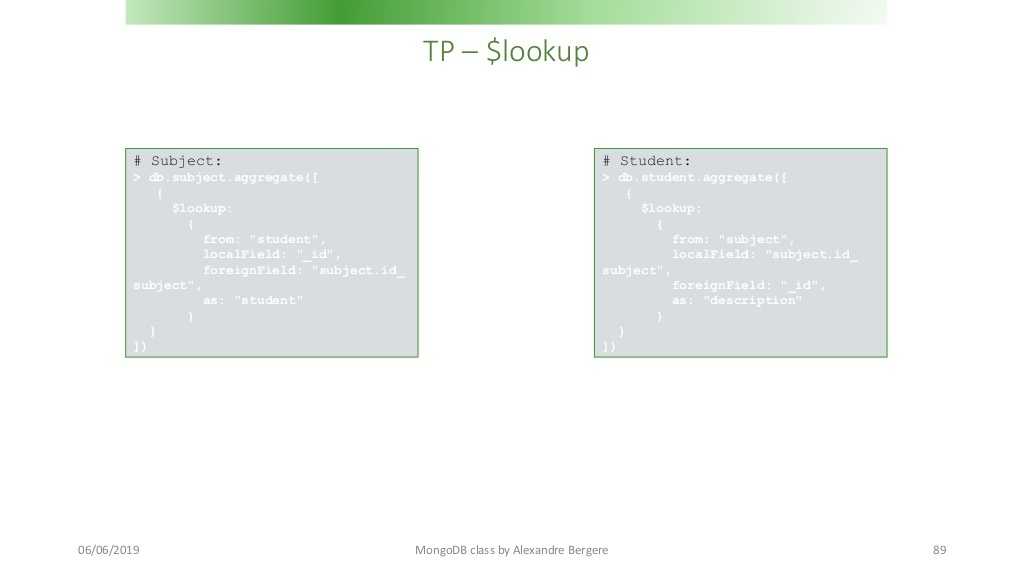 TP – $lookup
# Subject:
> db.subject.aggregate([
{
$lookup:
{
from: "student",
localField: "_id",
foreignField: "subject.id_
subject",
as: "student"
}
}
])
# Student:
> db.student.aggregate([
{
$lookup:
{
from: "subject",
localField: "subject.id_
subject",
foreignField: "_id",
as: "description"
}
}
])
06/06/2019
MongoDB class by Alexandre Bergere
89